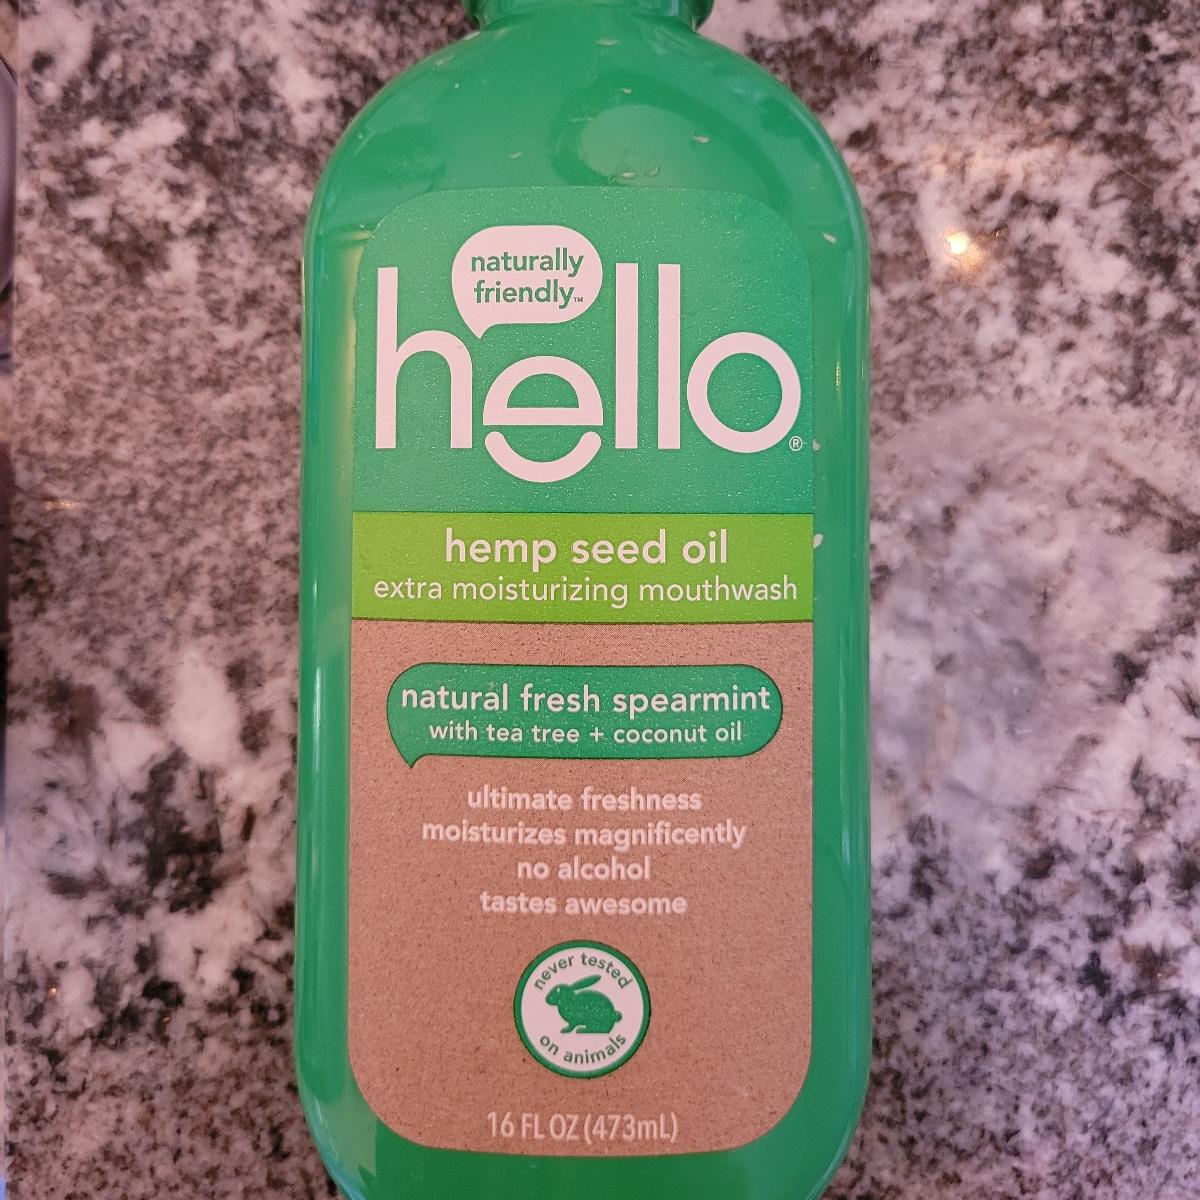 naturally
friendly™
hello®
hemp seed oil
extra moisturizing mouthwash
natural fresh spearmint
with tea tree + coconut oil
ultimate freshness
moisturizes magnificently
no alcohol
tastes awesome
never tested
on animals
16 FL OZ (473mL)